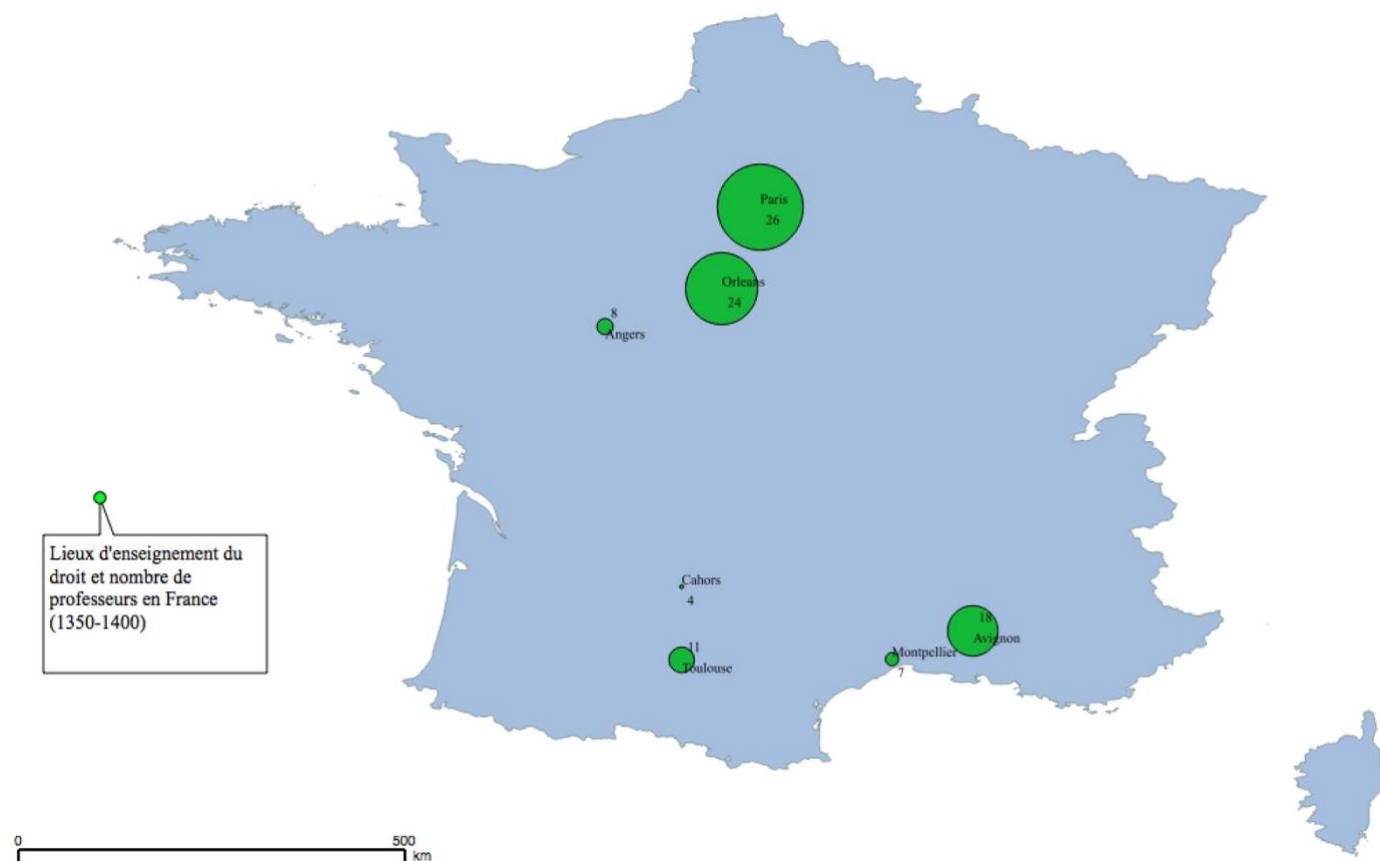 Paris
26
Orleans
24
8
Angers
Lieux d'enseignement du
droit et nombre de
professeurs en France
(1350-1400)
Cahors
4
18
Avignon
11
Toulouse
Montpellier
7
0
500
km